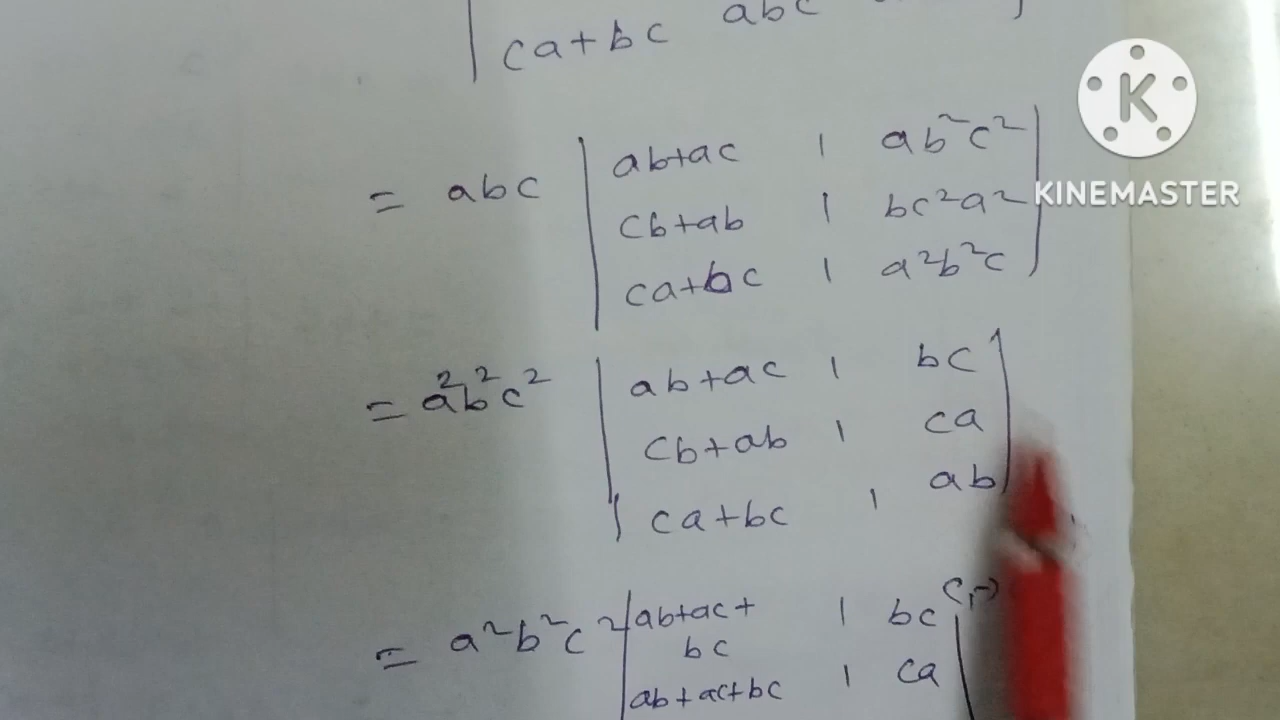 ca+bc abc
= abc | ab+ac 1 ab²c² |
cb+ab 1 bc²a²
ca+bc 1 a²b²c
K
KINEMASTER
= a²b²c² | ab+ac 1 bc |
cb+ab 1 ca
ca+bc 1 ab
= a²b²c² | ab+ac+ 1 bc |
bc
ab+ac+bc 1 ca